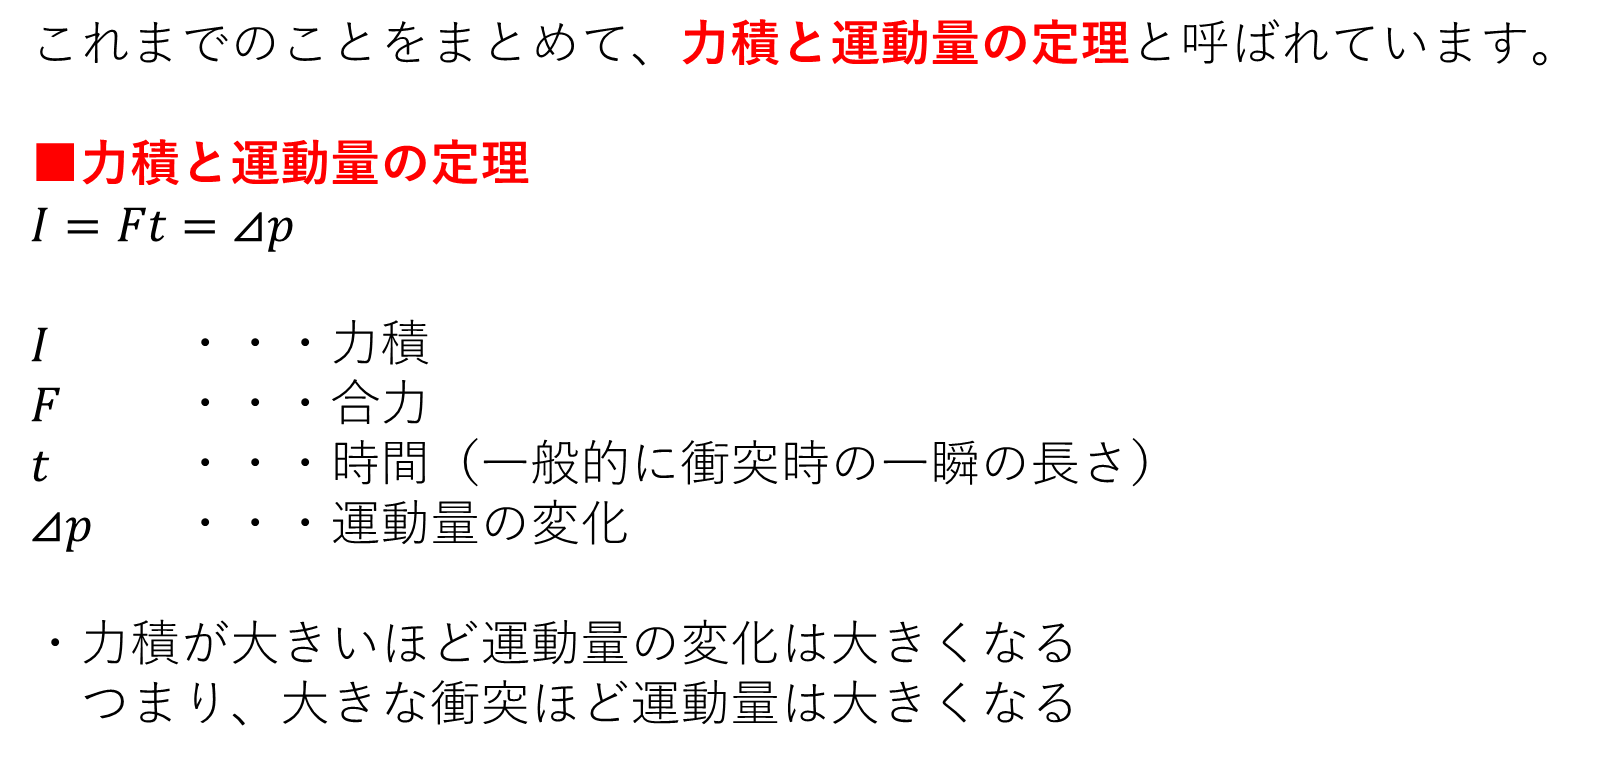 これまでのことをまとめて、力積と運動量の定理と呼ばれています。
■力積と運動量の定理
I = Ft = ⊿p
I ・・・力積
F ・・・合力
t ・・・時間（一般的に衝突時の一瞬の長さ）
⊿p ・・・運動量の変化
・力積が大きいほど運動量の変化は大きくなる
つまり、大きな衝突ほど運動量は大きくなる